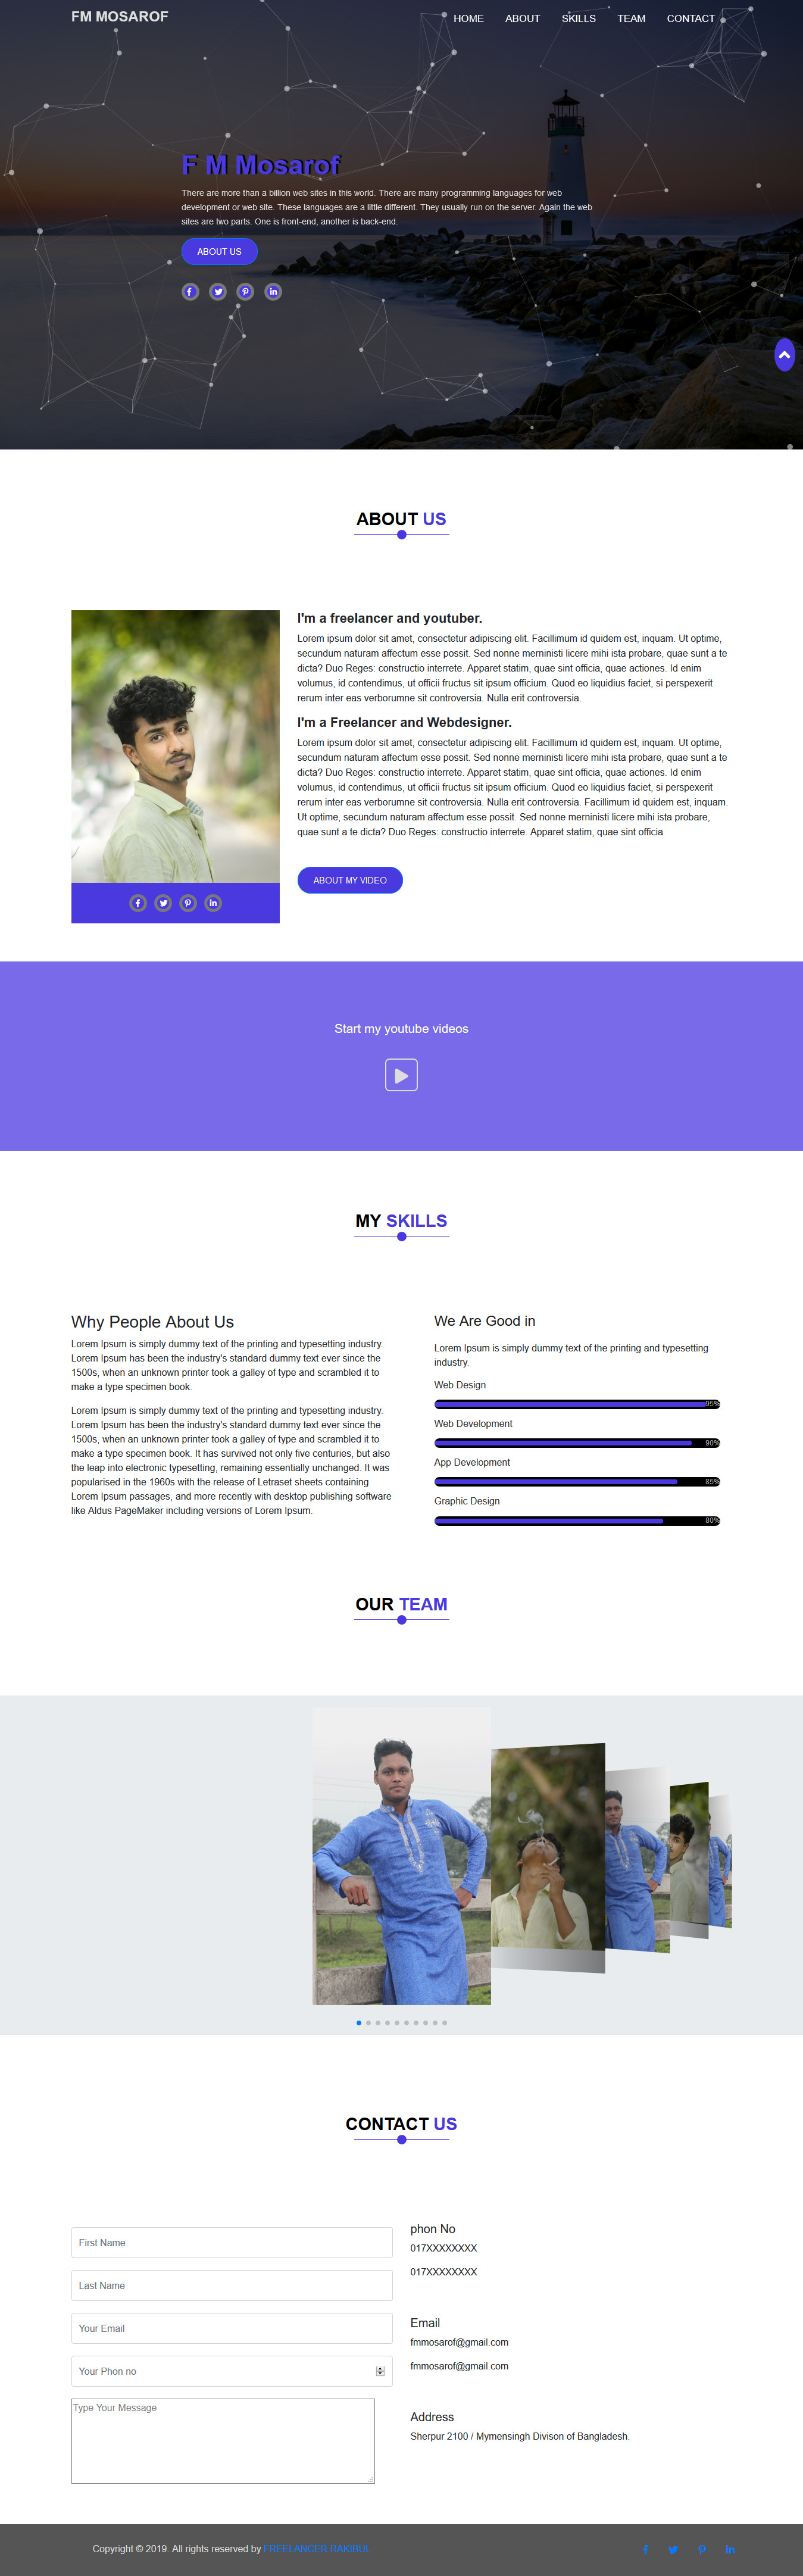 FM MOSAROF
HOME ABOUT SKILLS TEAM CONTACT
F M Mosarof
There are more than a billion web sites in this world. There are many programming languages for web
development or web site. These languages are a little different. They usually run on the server. Again the web
sites are two parts. One is front-end, another is back-end.
ABOUT US
ABOUT US
I'm a freelancer and youtuber.
Lorem ipsum dolor sit amet, consectetur adipiscing elit. Facillimum id quidem est, inquam. Ut optime,
secundum naturam affectum esse possit. Sed nonne merninisti licere mihi ista probare, quae sunt a te
dicta? Duo Reges: constructio interrete. Apparet statim, quae sint officia, quae actiones. Id enim
volumus, id contendimus, ut officii fructus sit ipsum officium. Quod eo liquidius faciet, si perspexerit
rerum inter eas verborumne sit controversia. Nulla erit controversia.
I'm a Freelancer and Webdesigner.
Lorem ipsum dolor sit amet, consectetur adipiscing elit. Facillimum id quidem est, inquam. Ut optime,
secundum naturam affectum esse possit. Sed nonne merninisti licere mihi ista probare, quae sunt a te
dicta? Duo Reges: constructio interrete. Apparet statim, quae sint officia, quae actiones. Id enim
volumus, id contendimus, ut officii fructus sit ipsum officium. Quod eo liquidius faciet, si perspexerit
rerum inter eas verborumne sit controversia. Nulla erit controversia. Facillimum id quidem est, inquam.
Ut optime, secundum naturam affectum esse possit. Sed nonne merninisti licere mihi ista probare,
quae sunt a te dicta? Duo Reges: constructio interrete. Apparet statim, quae sint officia
ABOUT MY VIDEO
Start my youtube videos
MY SKILLS
Why People About Us
Lorem Ipsum is simply dummy text of the printing and typesetting industry.
Lorem Ipsum has been the industry's standard dummy text ever since the
1500s, when an unknown printer took a galley of type and scrambled it to
make a type specimen book.
Lorem Ipsum is simply dummy text of the printing and typesetting industry.
Lorem Ipsum has been the industry's standard dummy text ever since the
1500s, when an unknown printer took a galley of type and scrambled it to
make a type specimen book. It has survived not only five centuries, but also
the leap into electronic typesetting, remaining essentially unchanged. It was
popularised in the 1960s with the release of Letraset sheets containing
Lorem Ipsum passages, and more recently with desktop publishing software
like Aldus PageMaker including versions of Lorem Ipsum.
We Are Good in
Lorem Ipsum is simply dummy text of the printing and typesetting
industry.
Web Design
95%
Web Development
90%
App Development
85%
Graphic Design
80%
OUR TEAM
CONTACT US
First Name
Last Name
Your Email
Your Phon no
Type Your Message
phon No
017XXXXXXXX
017XXXXXXXX
Email
fmmosarof@gmail.com
fmmosarof@gmail.com
Address
Sherpur 2100 / Mymensingh Divison of Bangladesh.
Copyright © 2019. All rights reserved by FREELANCER RAKIBUL